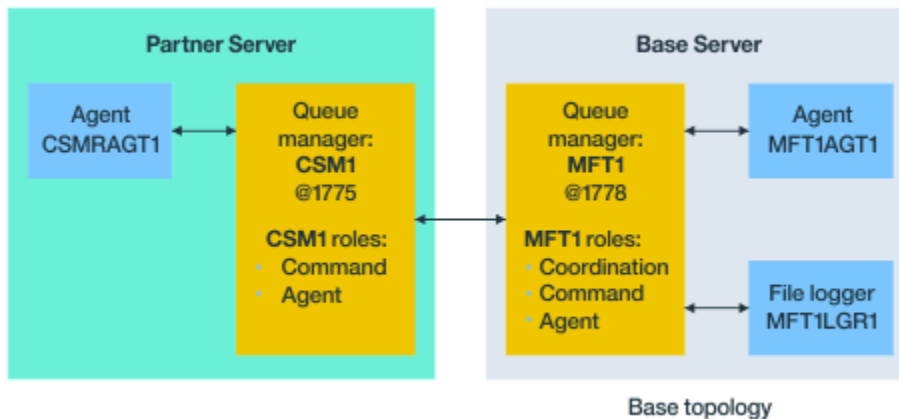 Partner Server
Agent
CSMRAGT1
Queue
manager:
CSM1
@1775
CSM1 roles:
• Command
• Agent
Base Server
Queue
manager:
MFT1
@1778
MFT1 roles:
• Coordination
• Command
• Agent
Agent
MFT1AGT1
File logger
MFT1LGR1
Base topology